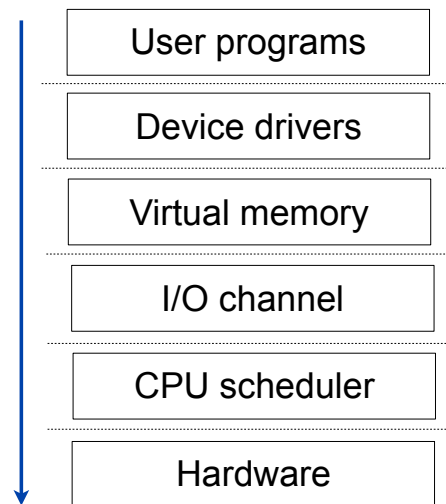 User programs
Device drivers
Virtual memory
I/O channel
CPU scheduler
Hardware